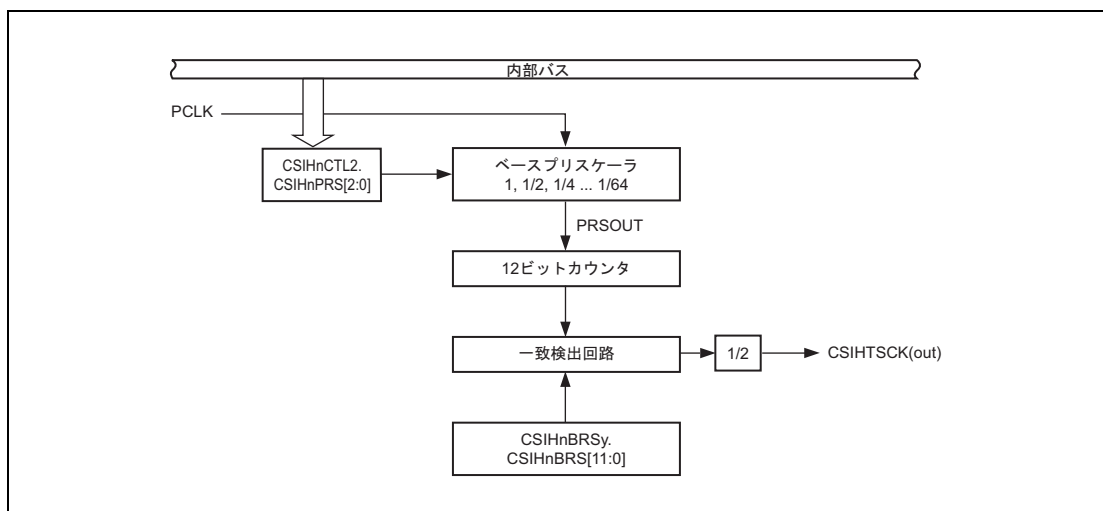 内部バス
PCLK
CSIHnCTL2.
CSIHnPRS[2:0]
ベースプリスケーラ
1, 1/2, 1/4 ... 1/64
PRSOUT
12ビットカウンタ
一致検出回路
1/2
CSIHTSCK(out)
CSIHnBRSy.
CSIHnBRS[11:0]